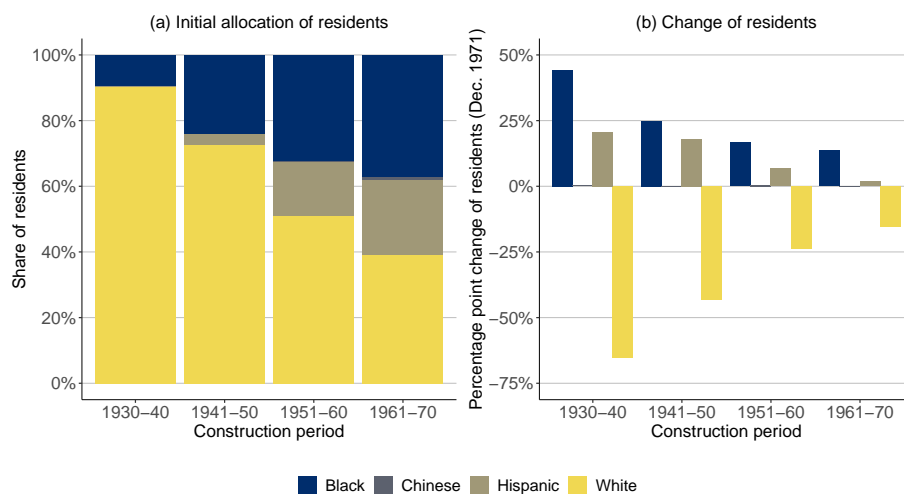 (a) Initial allocation of residents
100%
80%
60%
40%
20%
0%
Share of residents
1930−40 1941−50 1951−60 1961−70
Construction period
(b) Change of residents
50%
25%
0%
−25%
−50%
−75%
Percentage point change of residents (Dec. 1971)
1930−40 1941−50 1951−60 1961−70
Construction period
Black Chinese Hispanic White